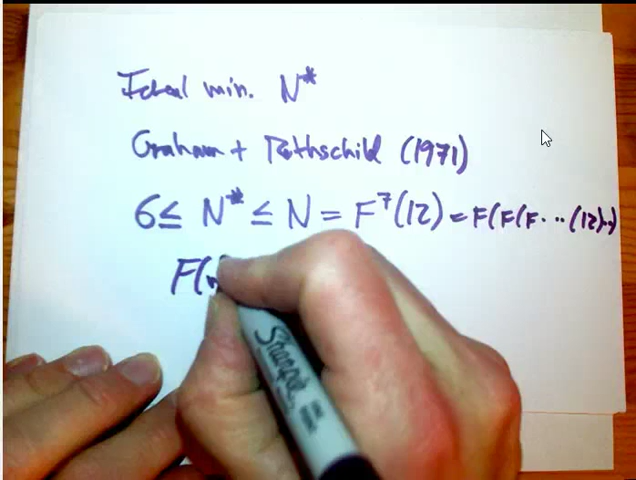 Ideal min. N*
Graham + Rothschild (1971)
6 ≤ N* ≤ N = F⁷(12) = F(F(F ... (12)..)
F(n
Sharpie